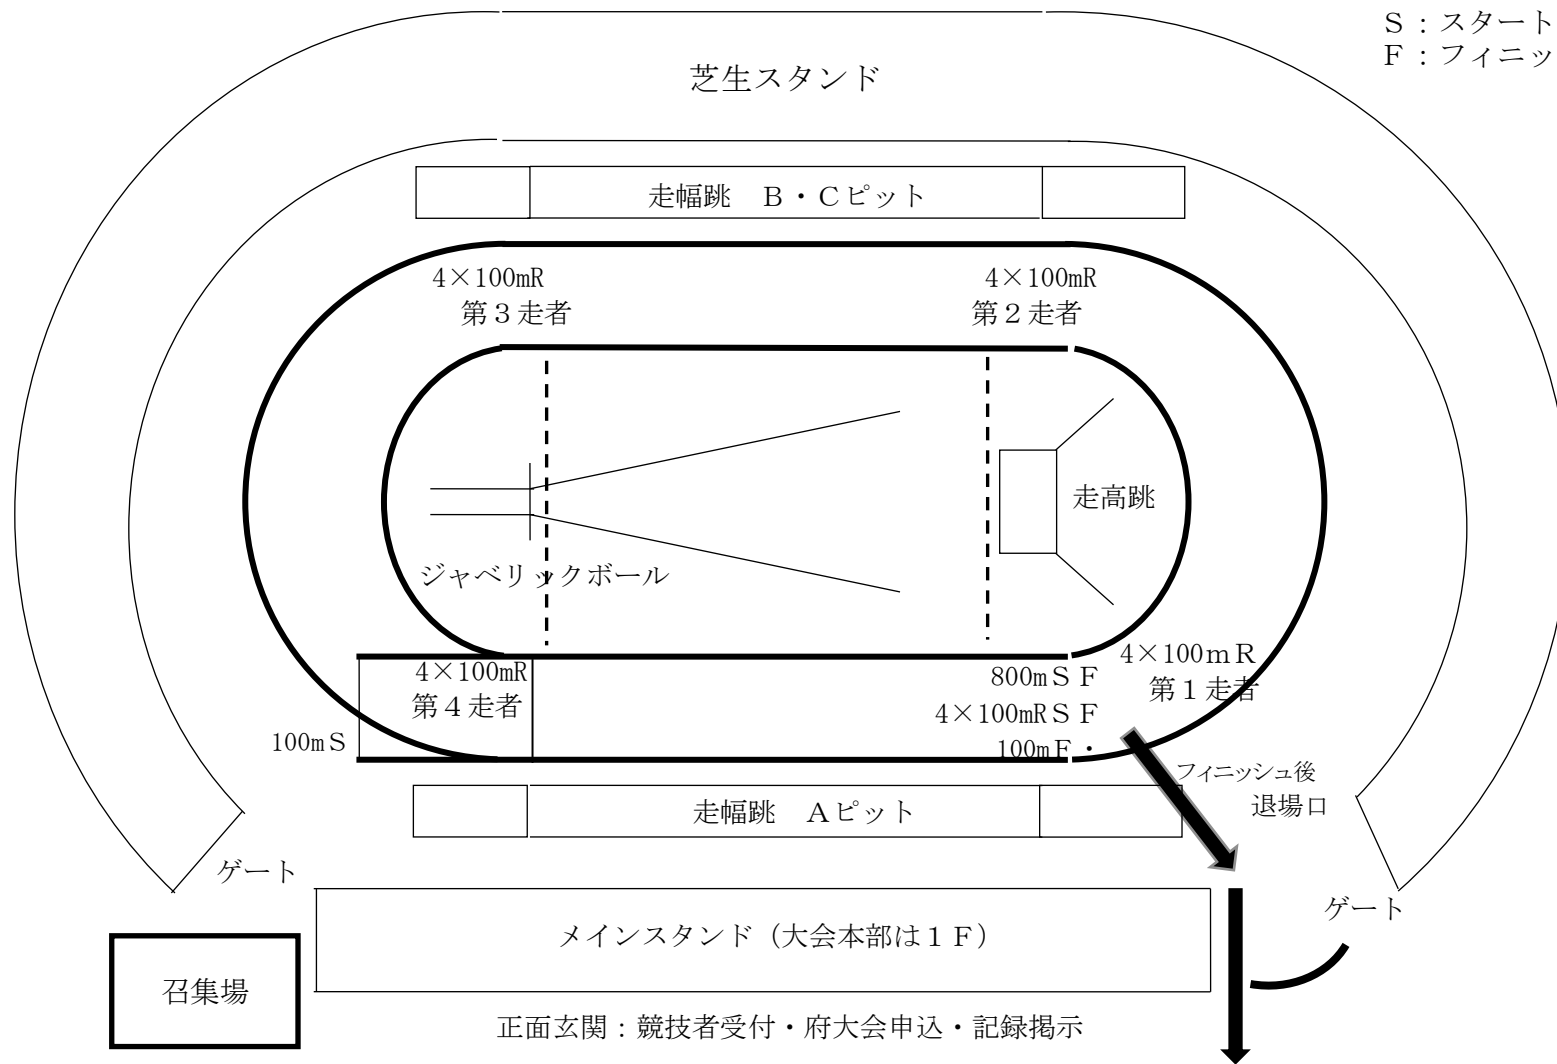 Ｓ：スタート
Ｆ：フィニッ
芝生スタンド
走幅跳　Ｂ・Ｃピット
4×100mR
第３走者
4×100mR
第２走者
走高跳
ジャベリックボール
4×100mR
第４走者
100mＳ
800mＳＦ
4×100mRＳＦ
100mＦ・
4×100ｍＲ
第１走者
フィニッシュ後
退場口
走幅跳　Ａピット
ゲート
ゲート
メインスタンド（大会本部は１Ｆ）
召集場
正面玄関：競技者受付・府大会申込・記録掲示